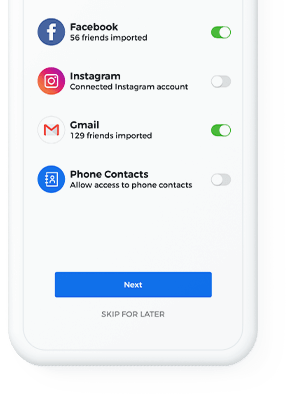 Facebook
56 friends imported
Instagram
Connected Instagram account
Gmail
129 friends imported
Phone Contacts
Allow access to phone contacts
Next
SKIP FOR LATER